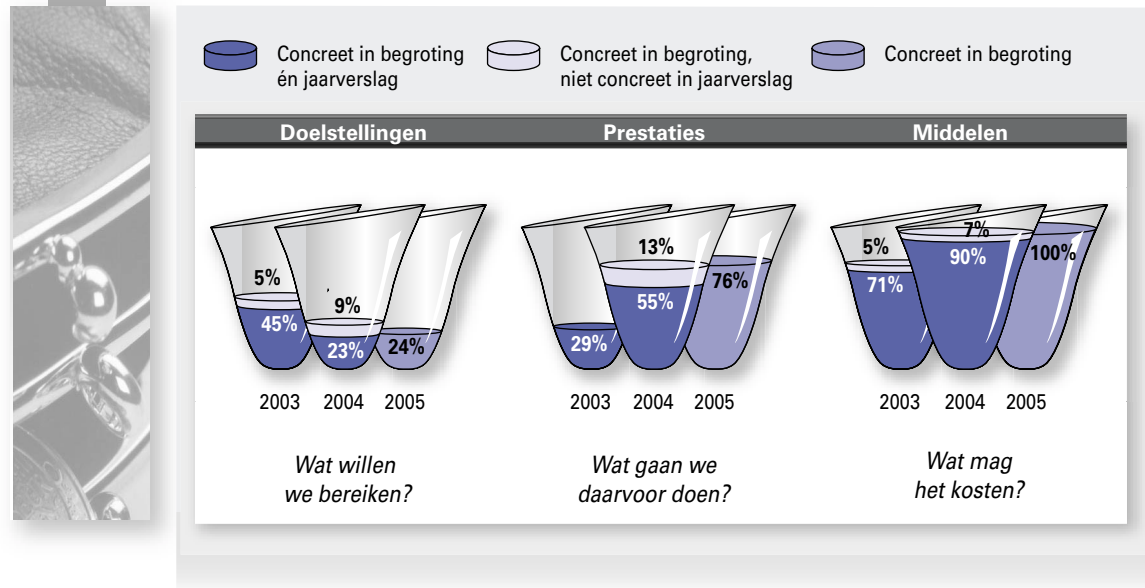 Concreet in begroting
én jaarverslag
Concreet in begroting,
niet concreet in jaarverslag
Concreet in begroting
Doelstellingen
Prestaties
Middelen
5%
45%
9%
23%
24%
2003 2004 2005
29%
13%
55%
76%
2003 2004 2005
5%
71%
7%
90%
100%
2003 2004 2005
Wat willen
we bereiken?
Wat gaan we
daarvoor doen?
Wat mag
het kosten?